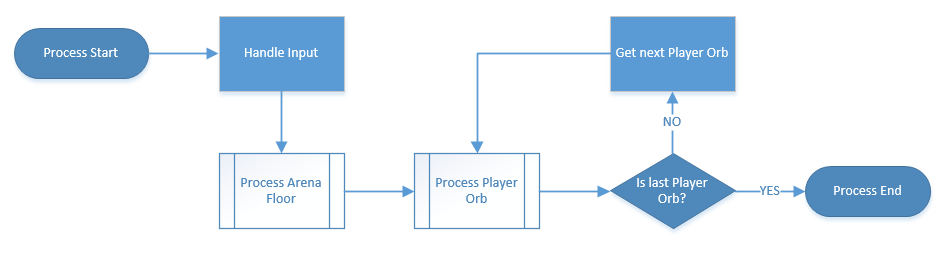 Process Start
Handle Input
Get next Player Orb
NO
Process Arena
Floor
Process Player
Orb
Is last Player
Orb?
YES
Process End